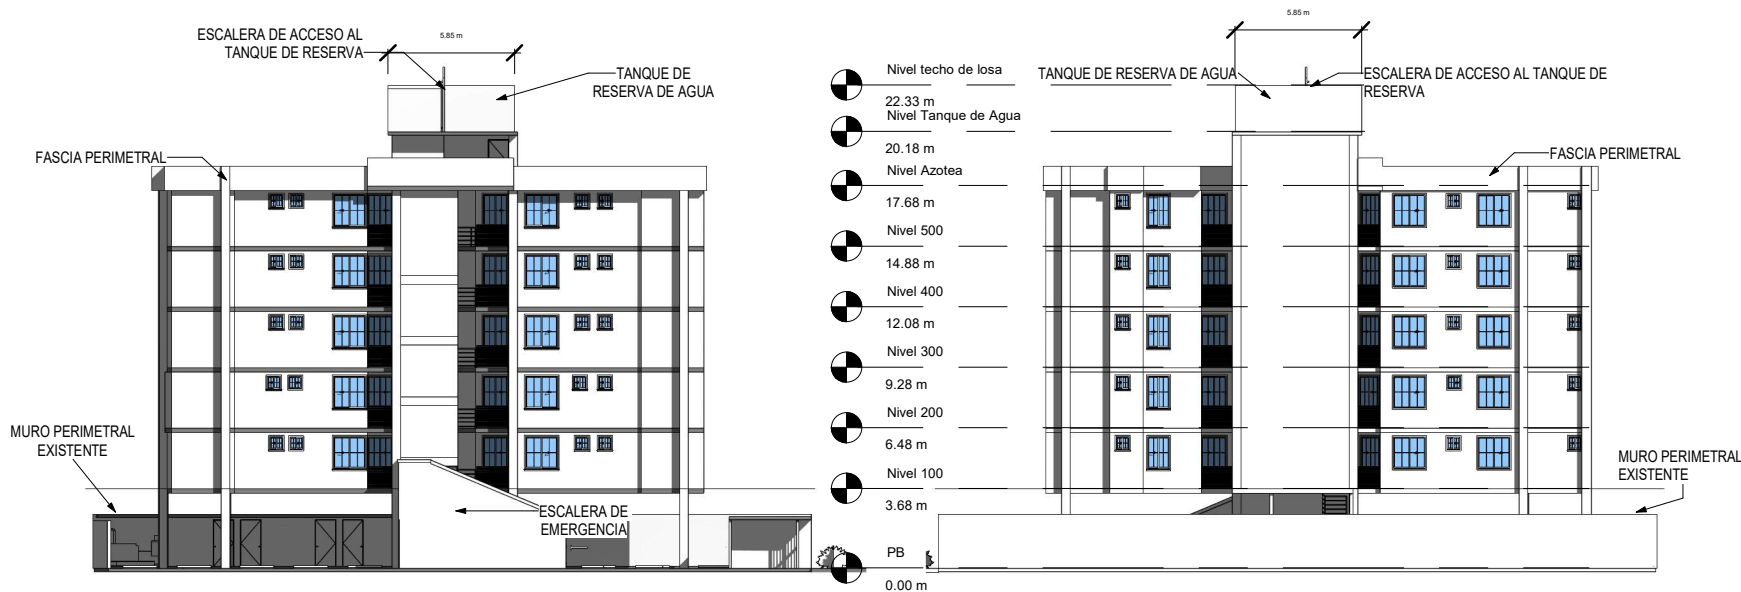 ESCALERA DE ACCESO AL
TANQUE DE RESERVA
5.85 m
TANQUE DE
RESERVA DE AGUA
FASCIA PERIMETRAL
MURO PERIMETRAL
EXISTENTE
ESCALERA DE
EMERGENCIA
Nivel techo de losa
22.33 m
Nivel Tanque de Agua
20.18 m
Nivel Azotea
17.68 m
Nivel 500
14.88 m
Nivel 400
12.08 m
Nivel 300
9.28 m
Nivel 200
6.48 m
Nivel 100
3.68 m
PB
0.00 m
5.85 m
TANQUE DE RESERVA DE AGUA
ESCALERA DE ACCESO AL TANQUE DE
RESERVA
FASCIA PERIMETRAL
MURO PERIMETRAL
EXISTENTE